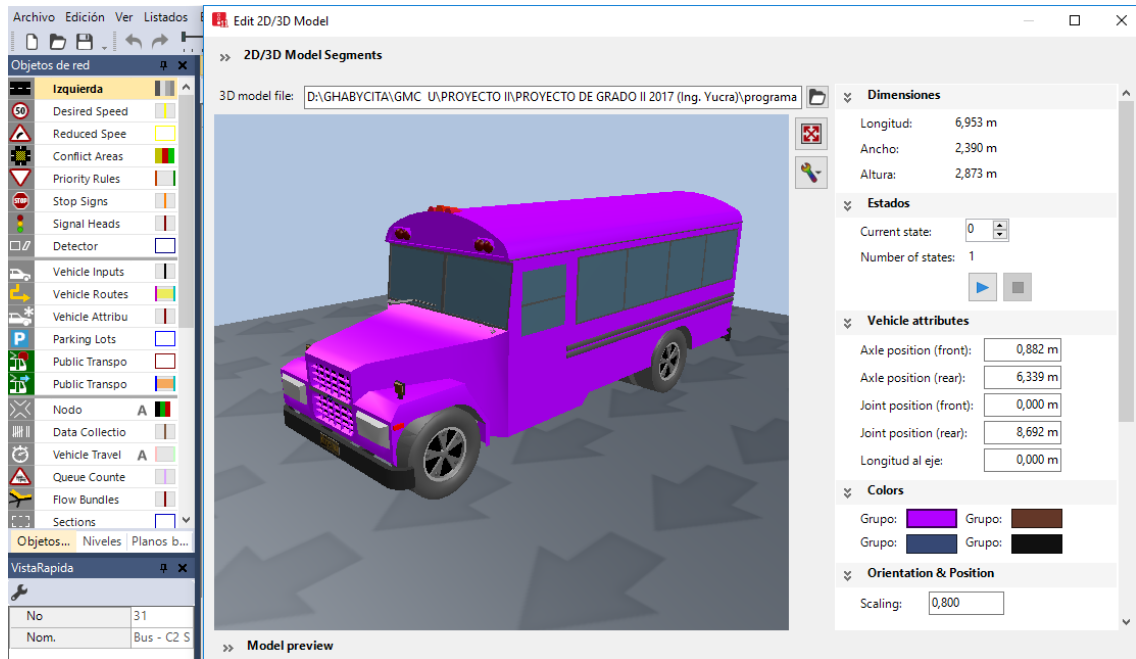 Archivo Edición Ver Listados
Edit 2D/3D Model
2D/3D Model Segments
Objetos de red
Izquierda
50 Desired Speed
Reduced Spee
Conflict Areas
Priority Rules
STOP Stop Signs
Signal Heads
Detector
Vehicle Inputs
Vehicle Routes
Vehicle Attribu
P Parking Lots
Public Transpo
Public Transpo
Nodo A
Data Collectio
Vehicle Travel A
Queue Counte
Flow Bundles
Sections
Objetos... Niveles Planos b...
VistaRapida
No 31
Nom. Bus - C2 S
3D model file: D:\GHABYCITA\GMC U\PROYECTO II\PROYECTO DE GRADO II 2017 (Ing. Yucra)\programa
Model preview
Dimensiones
Longitud: 6,953 m
Ancho: 2,390 m
Altura: 2,873 m
Estados
Current state: 0
Number of states: 1
Vehicle attributes
Axle position (front): 0,882 m
Axle position (rear): 6,339 m
Joint position (front): 0,000 m
Joint position (rear): 8,692 m
Longitud al eje: 0,000 m
Colors
Grupo: Grupo:
Grupo: Grupo:
Orientation & Position
Scaling: 0,800